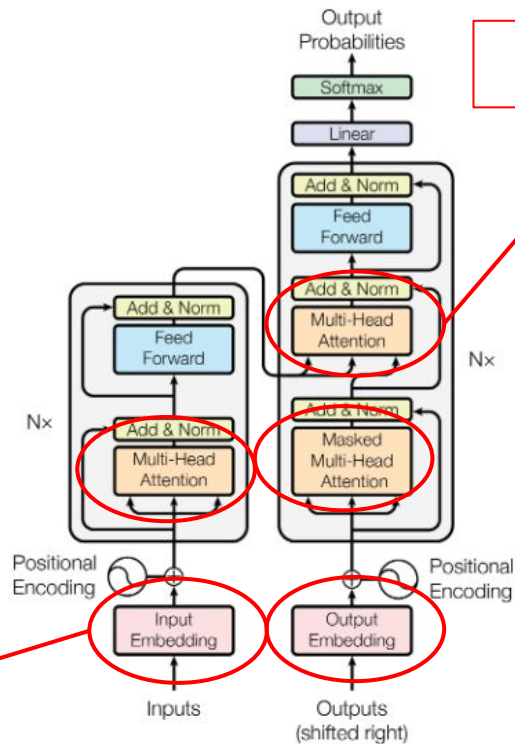 Output
Probabilities
Softmax
Linear
Add & Norm
Feed
Forward
Add & Norm
Multi-Head
Attention
Nx
Add & Norm
Masked
Multi-Head
Attention
Positional
Encoding
Output
Embedding
Outputs
(shifted right)
Add & Norm
Feed
Forward
Nx
Add & Norm
Multi-Head
Attention
Positional
Encoding
Input
Embedding
Inputs